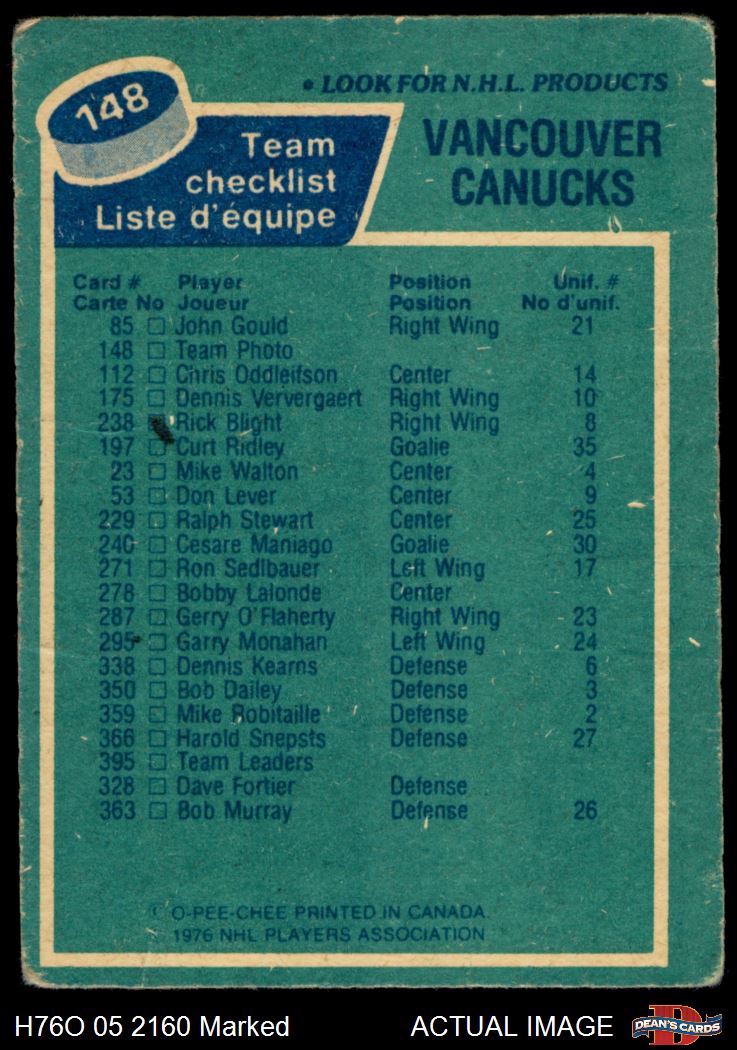 148
• LOOK FOR N.H.L. PRODUCTS
Team
checklist
Liste d'équipe
VANCOUVER
CANUCKS
Card # Player Position Unif. #
Carte No Joueur Position No d'unif.
85 John Gould Right Wing 21
148 Team Photo
112 Chris Oddleifson Center 14
175 Dennis Ververgaert Right Wing 10
238 Rick Blight Right Wing 8
197 Curt Ridley Goalie 35
23 Mike Walton Center 4
53 Don Lever Center 9
229 Ralph Stewart Center 25
240 Cesare Maniago Goalie 30
271 Ron Sedlbauer Left Wing 17
278 Bobby Lalonde Center
287 Gerry O'Flaherty Right Wing 23
295 Garry Monahan Left Wing 24
338 Dennis Kearns Defense 6
350 Bob Dailey Defense 3
359 Mike Robitaille Defense 2
366 Harold Snepsts Defense 27
395 Team Leaders
328 Dave Fortier Defense
363 Bob Murray Defense 26
© O-PEE-CHEE PRINTED IN CANADA.
© 1976 NHL PLAYERS ASSOCIATION
H76O 05 2160 Marked ACTUAL IMAGE
DEAN'S CARDS